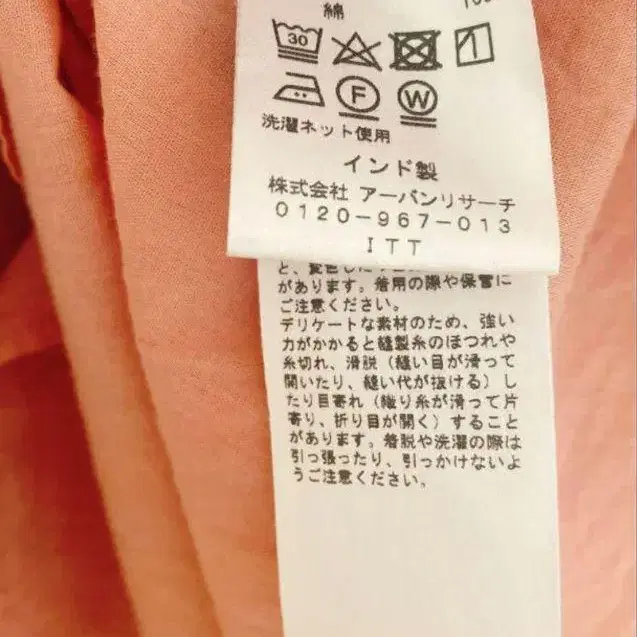 綿
30
F W
洗濯ネット使用
インド製
株式会社 アーバンリサーチ
0120-967-013
ITT
があります。着用の際や保管に
ご注意ください。
デリケートな素材のため、強い
力がかかると縫製糸のほつれや
糸切れ、滑脱（縫い目が滑って
開いたり、縫い代が抜ける）し
たり目寄れ（織り糸が滑って片
寄り、折り目が開く）すること
があります。着脱や洗濯の際は
引っ張ったり、引っかけないよ
うご注意ください。